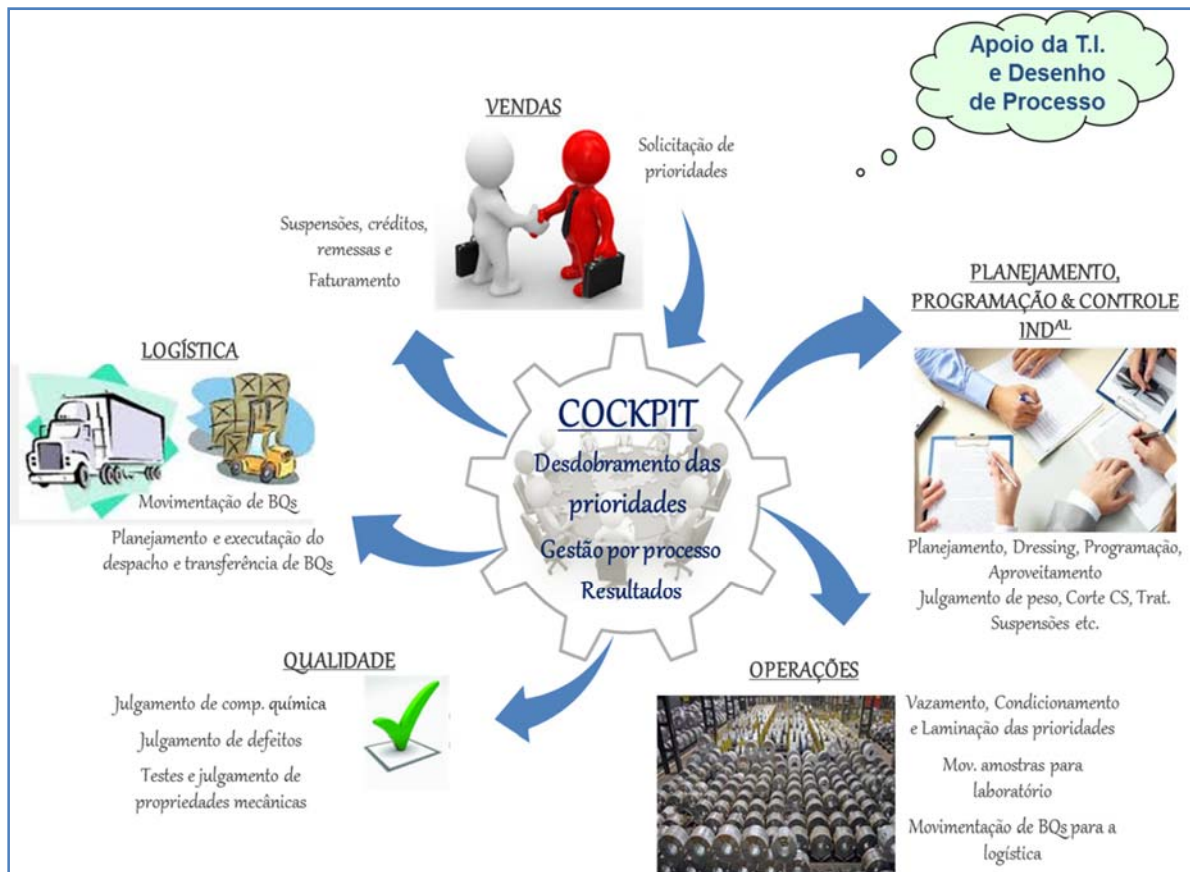 Apoio da T.I.
e Desenho
de Processo
VENDAS
Solicitação de
prioridades
Suspensões, créditos,
remessas e
Faturamento
PLANEJAMENTO,
PROGRAMAÇÃO & CONTROLE
INDAL
LOGÍSTICA
COCKPIT
Desdobramento das
prioridades
Gestão por processo
Resultados
Movimentação de BQs
Planejamento e executação do
despacho e transferência de BQs
Planejamento, Dressing, Programação,
Aproveitamento
Julgamento de peso, Corte CS, Trat.
Suspensões etc.
QUALIDADE
Julgamento de comp. química
Julgamento de defeitos
Testes e julgamento de
propriedades mecânicas
OPERAÇÕES
Vazamento, Condicionamento
e Laminação das prioridades
Mov. amostras para
laboratório
Movimentação de BQs para a
logística